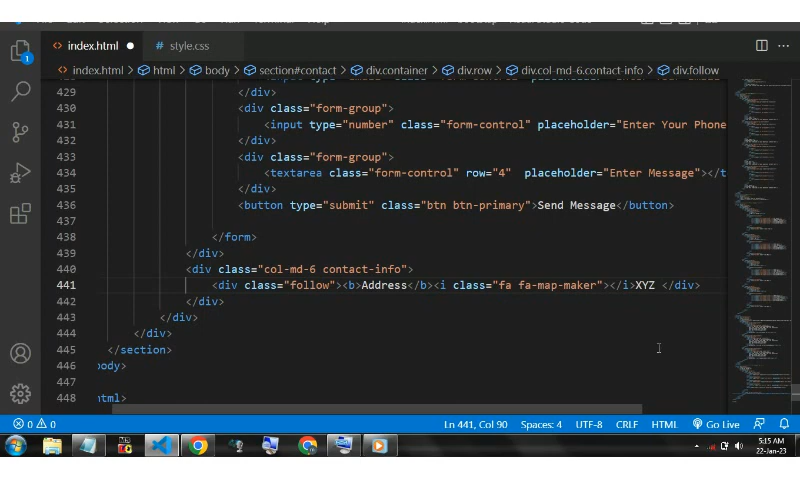 index.html
style.css
index.html > html > body > section#contact > div.container > div.row > div.col-md-6.contact-info > div.follow
429 </div>
430 <div class="form-group">
431 <input type="number" class="form-control" placeholder="Enter Your Phone
432 </div>
433 <div class="form-group">
434 <textarea class="form-control" row="4"  placeholder="Enter Message"></t
435 </div>
436 <button type="submit" class="btn btn-primary">Send Message</button>
437
438 </form>
439 </div>
440 <div class="col-md-6 contact-info">
441 <div class="follow"><b>Address</b><i class="fa fa-map-maker"></i>XYZ </div>
442 </div>
443 </div>
444 </div>
445 </section>
446 body>
447
448 html>
0 0 Ln 441, Col 90 Spaces: 4 UTF-8 CRLF HTML Go Live
5:15 AM
22-Jan-23